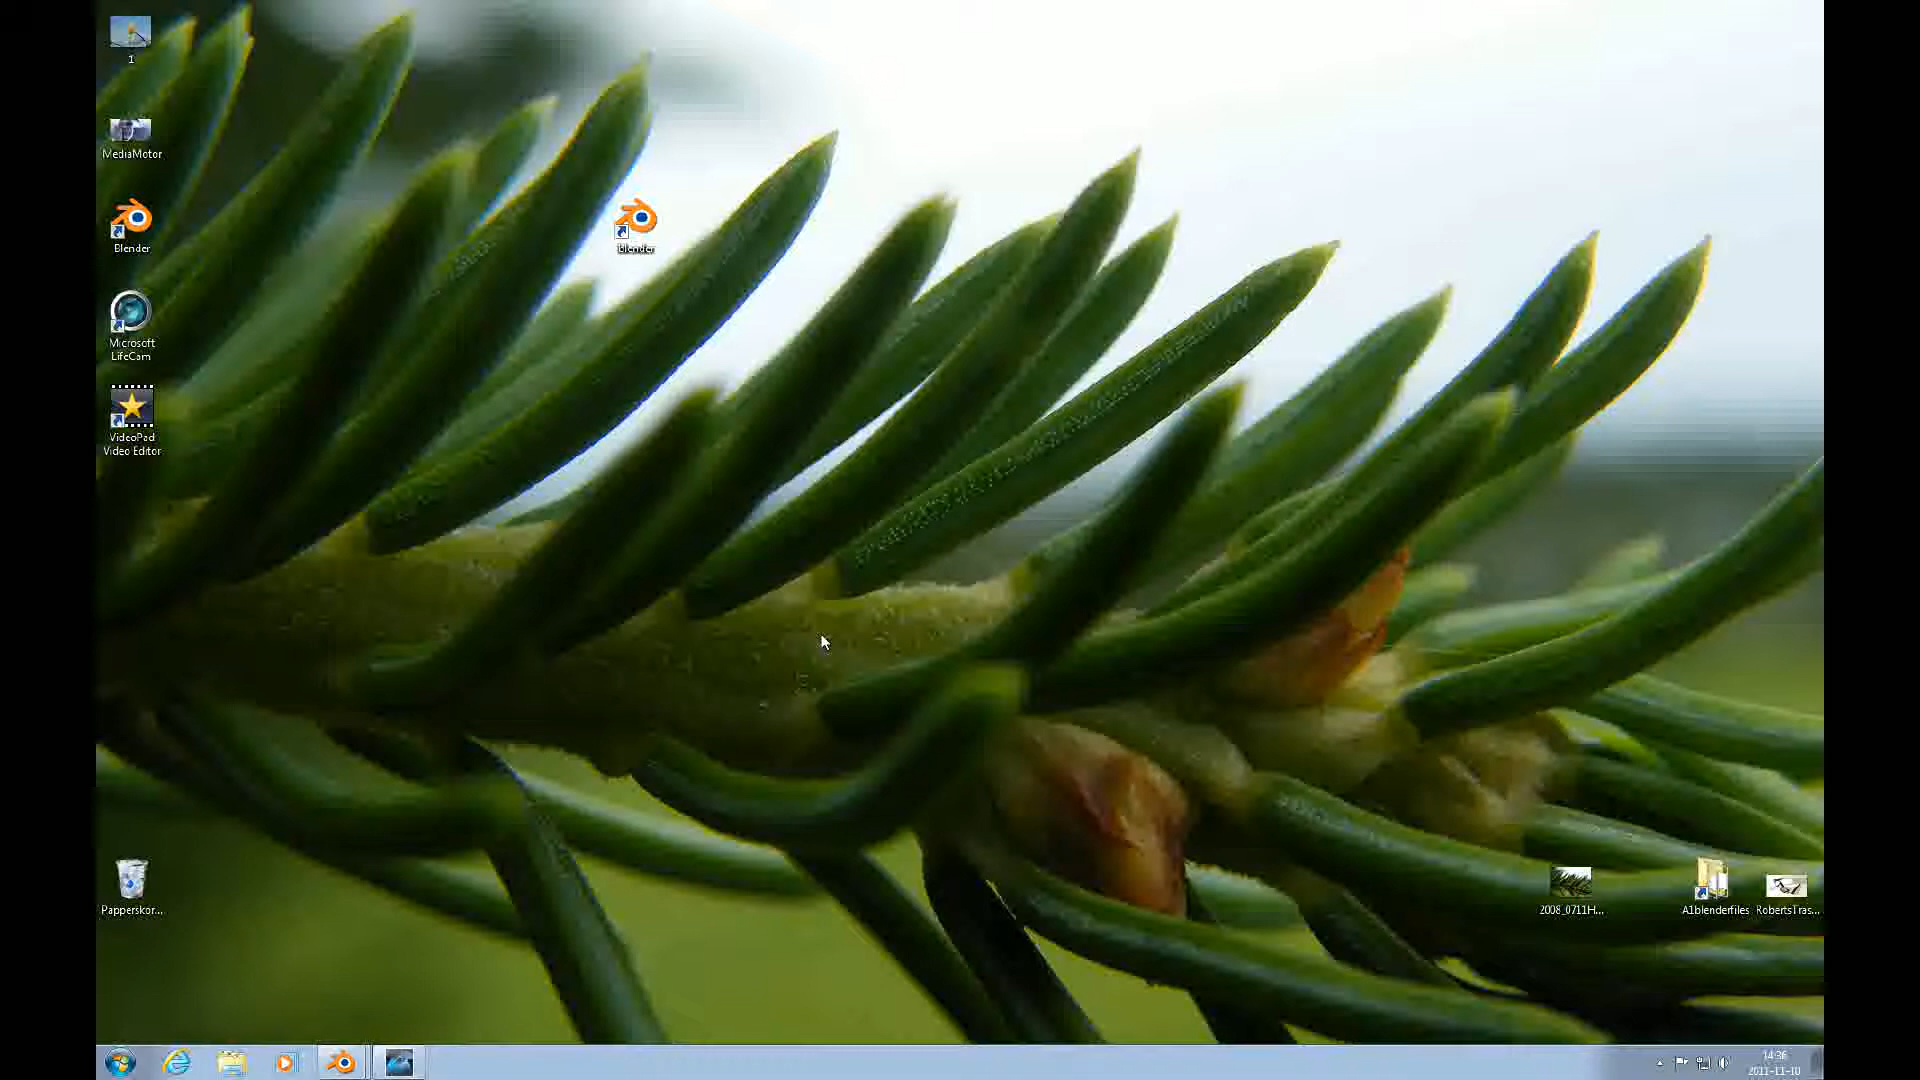 1
MediaMotor
Blender
blender
Microsoft
LifeCam
VideoPad
Video Editor
Papperskor...
2008_0711H...
A1blenderfiles
RobertsTras...
14:36
2011-11-10